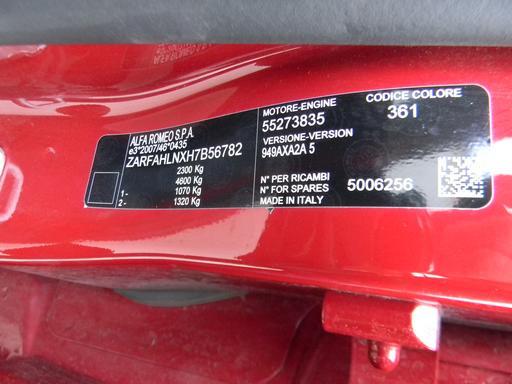 ALFA ROMEO S.P.A.
e3*2007/46*0435
ZARFAHLNXH7B56782
2300 Kg
4600 Kg
1 - 1070 Kg
2 - 1320 Kg
MOTORE-ENGINE
55273835
VERSIONE-VERSION
949AXA2A 5
CODICE COLORE
361
N° PER RICAMBI
N° FOR SPARES 5006256
MADE IN ITALY